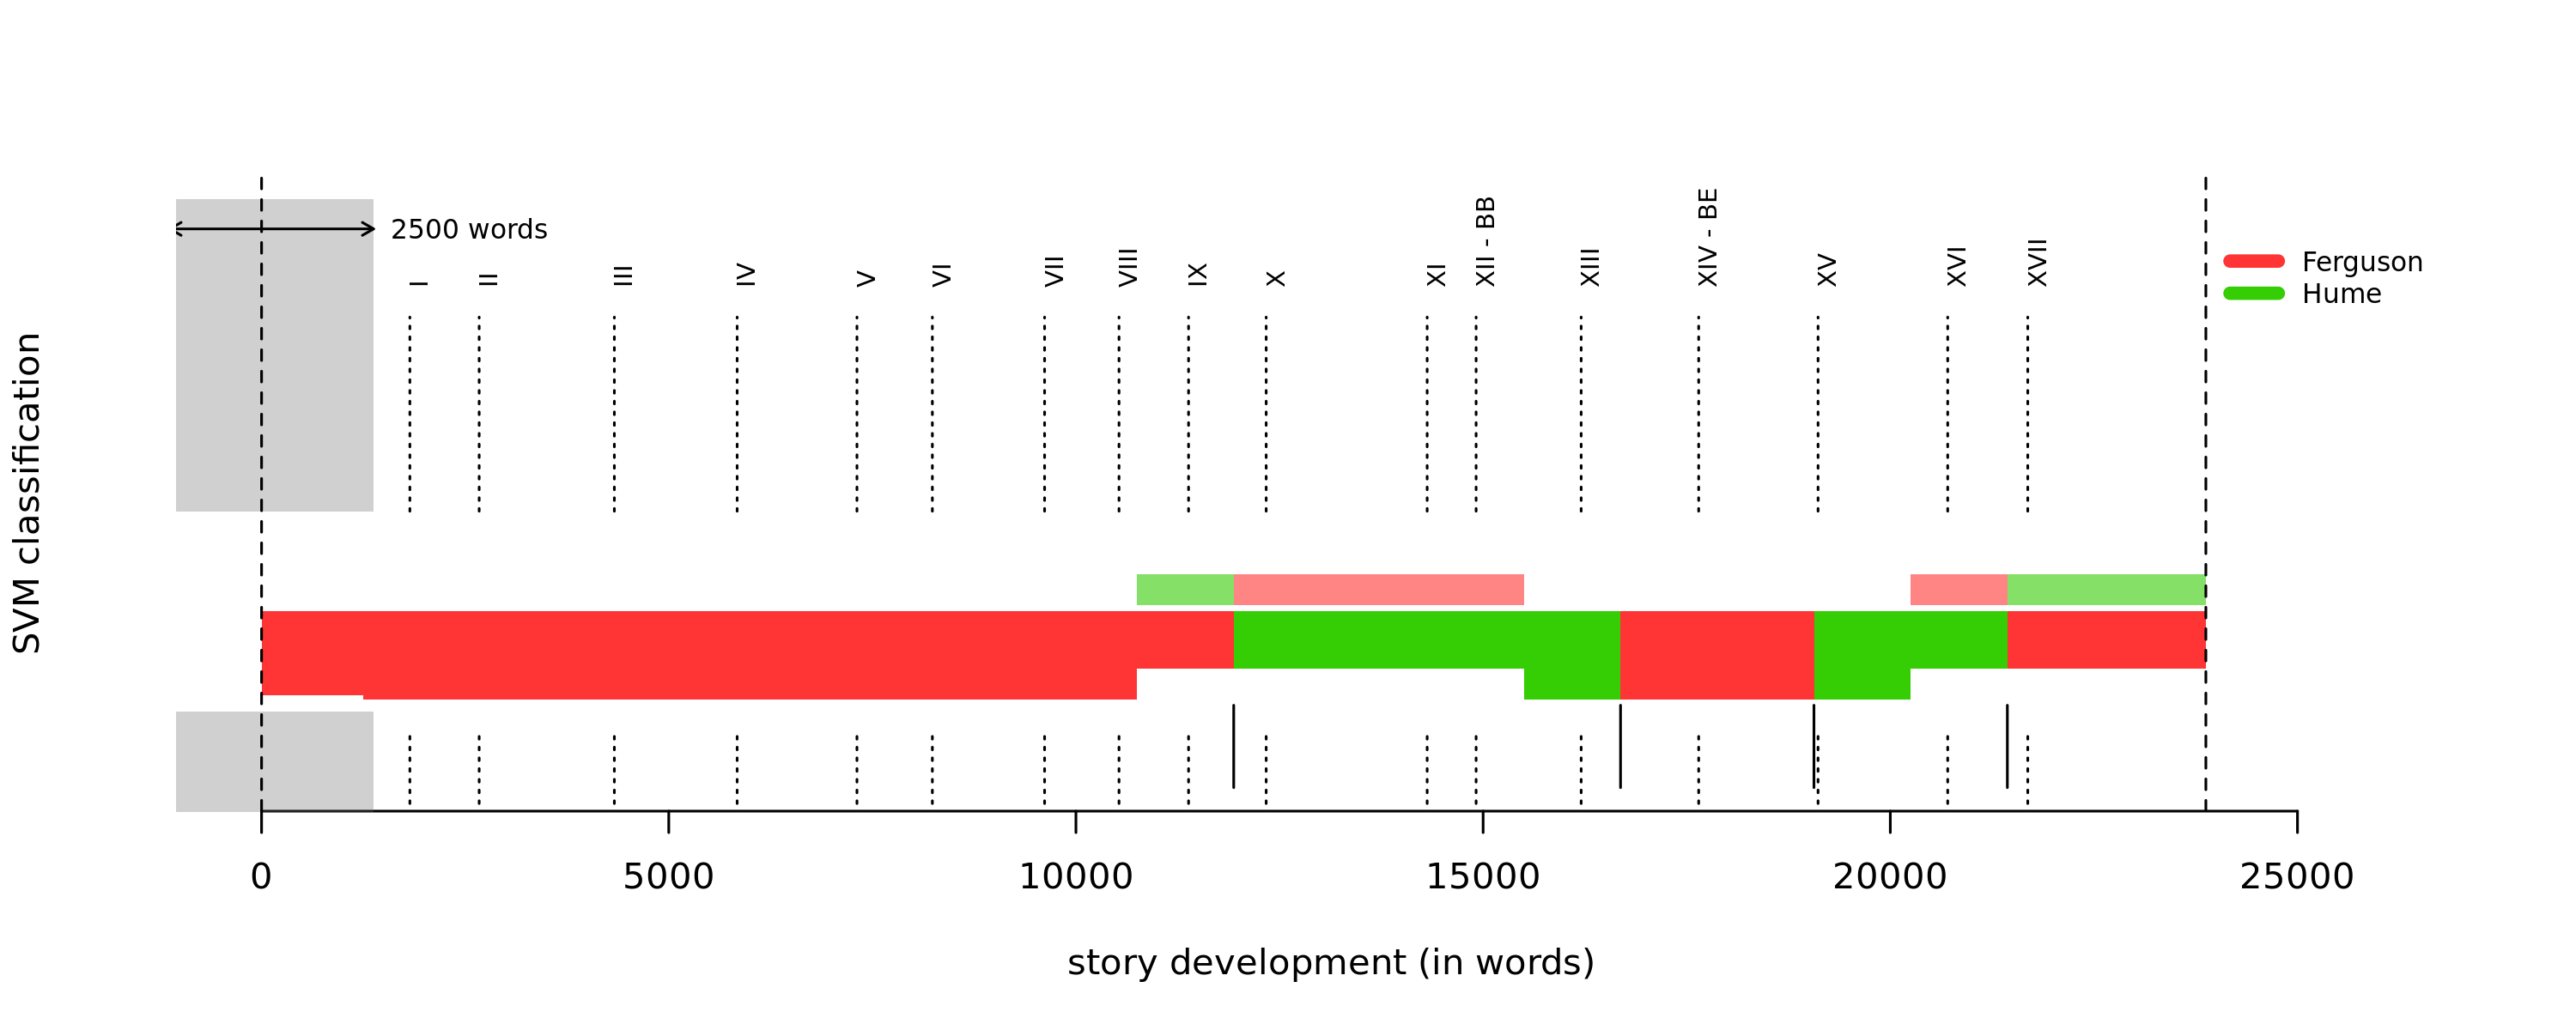 2500 words
I
II
III
IV
V
VI
VII
VIII
IX
X
XI
XII - BB
XIII
XIV - BE
XV
XVI
XVII
Ferguson
Hume
SVM classification
0
5000
10000
15000
20000
25000
story development (in words)